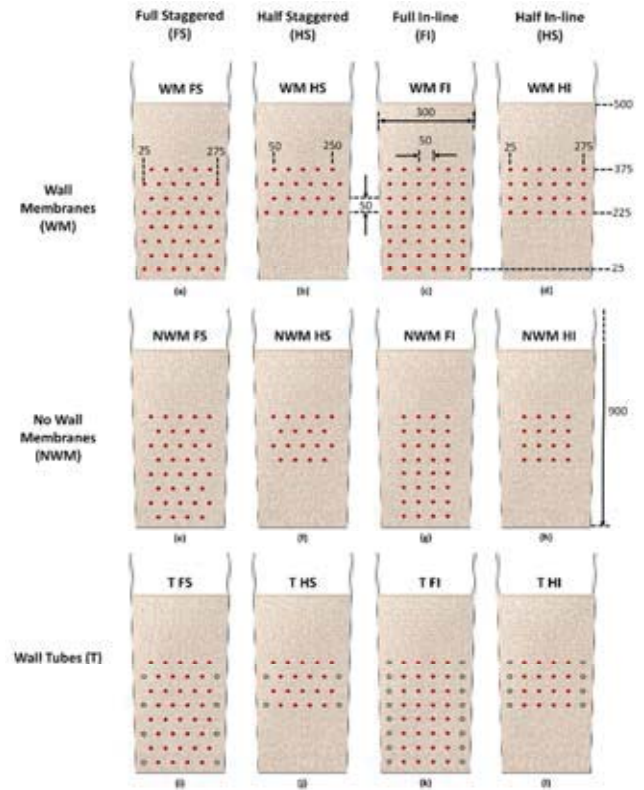 Full Staggered
(FS)
Half Staggered
(HS)
Full In-line
(FI)
Half In-line
(HS)
WM FS
WM HS
WM FI
WM HI
500
300
50
25
275
50
250
25
275
375
50
225
25
Wall
Membranes
(WM)
(a)
(b)
(c)
(d)
NWM FS
NWM HS
NWM FI
NWM HI
900
No Wall
Membranes
(NWM)
(e)
(f)
(g)
(h)
T FS
T HS
T FI
T HI
Wall Tubes (T)
(i)
(j)
(k)
(l)